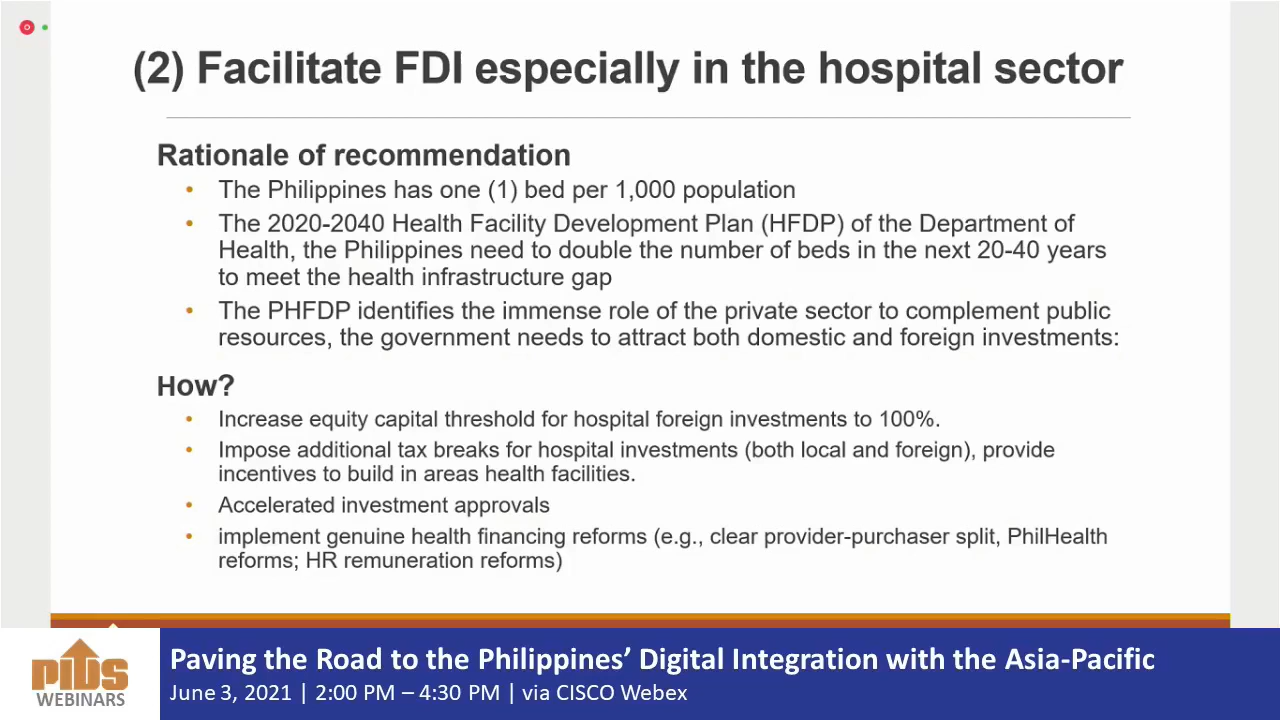 (2) Facilitate FDI especially in the hospital sector
Rationale of recommendation
• The Philippines has one (1) bed per 1,000 population
• The 2020-2040 Health Facility Development Plan (HFDP) of the Department of
Health, the Philippines need to double the number of beds in the next 20-40 years
to meet the health infrastructure gap
• The PHFDP identifies the immense role of the private sector to complement public
resources, the government needs to attract both domestic and foreign investments:
How?
• Increase equity capital threshold for hospital foreign investments to 100%.
• Impose additional tax breaks for hospital investments (both local and foreign), provide
incentives to build in areas health facilities.
• Accelerated investment approvals
• implement genuine health financing reforms (e.g., clear provider-purchaser split, PhilHealth
reforms; HR remuneration reforms)
PIDS
WEBINARS
Paving the Road to the Philippines’ Digital Integration with the Asia-Pacific
June 3, 2021 | 2:00 PM – 4:30 PM | via CISCO Webex